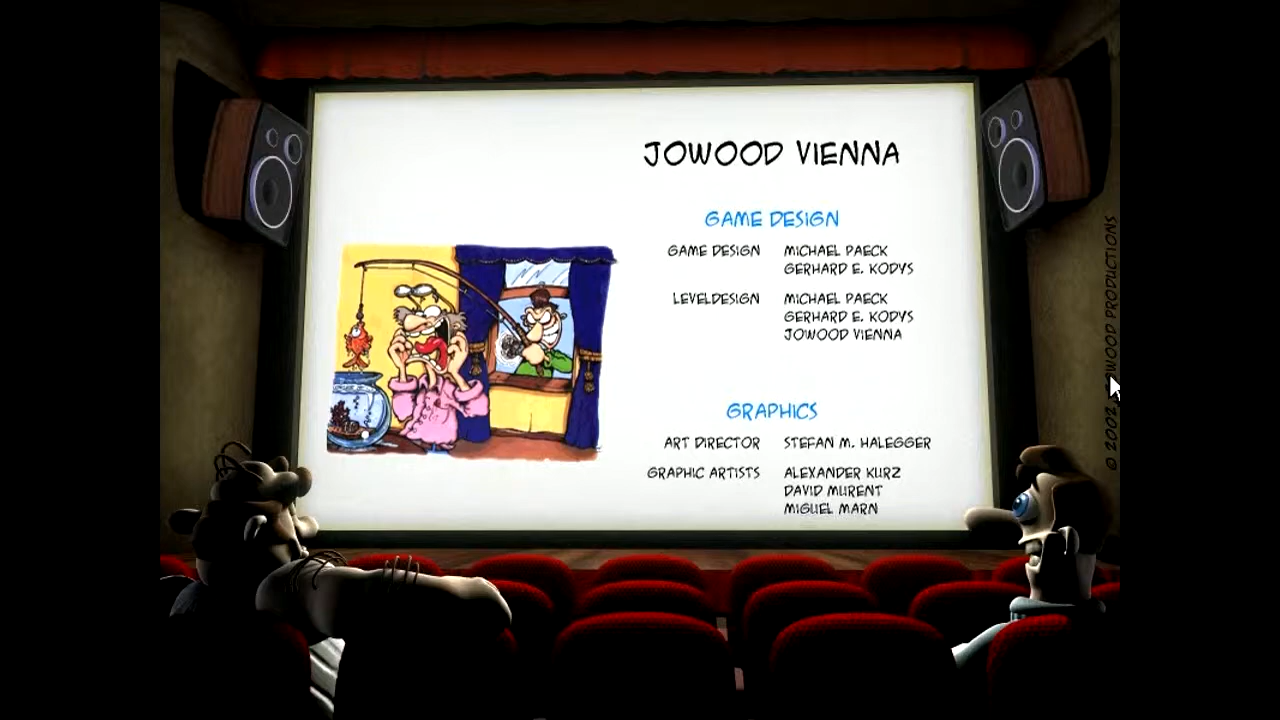 JOWOOD VIENNA
GAME DESIGN
GAME DESIGN MICHAEL PAECK
GERHARD E. KODYS
LEVELDESIGN MICHAEL PAECK
GERHARD E. KODYS
JOWOOD VIENNA
GRAPHICS
ART DIRECTOR STEFAN M. HALEGGER
GRAPHIC ARTISTS ALEXANDER KURZ
DAVID MURENT
MIGUEL MARN
© 2002 JOWOOD PRODUCTIONS